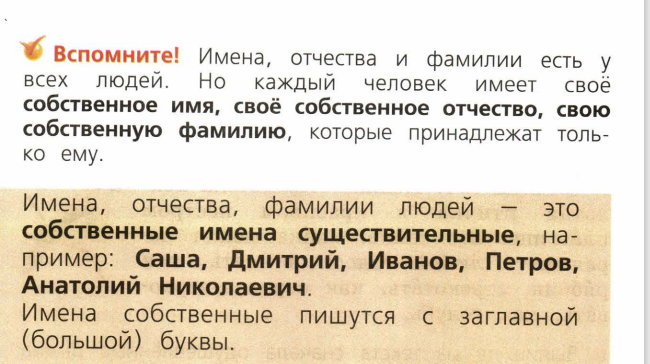 Вспомните! Имена, отчества и фамилии есть у
всех людей. Но каждый человек имеет своё
собственное имя, своё собственное отчество, свою
собственную фамилию, которые принадлежат толь-
ко ему.
Имена, отчества, фамилии людей – это
собственные имена существительные, на-
пример: Саша, Дмитрий, Иванов, Петров,
Анатолий Николаевич.
Имена собственные пишутся с заглавной
(большой) буквы.